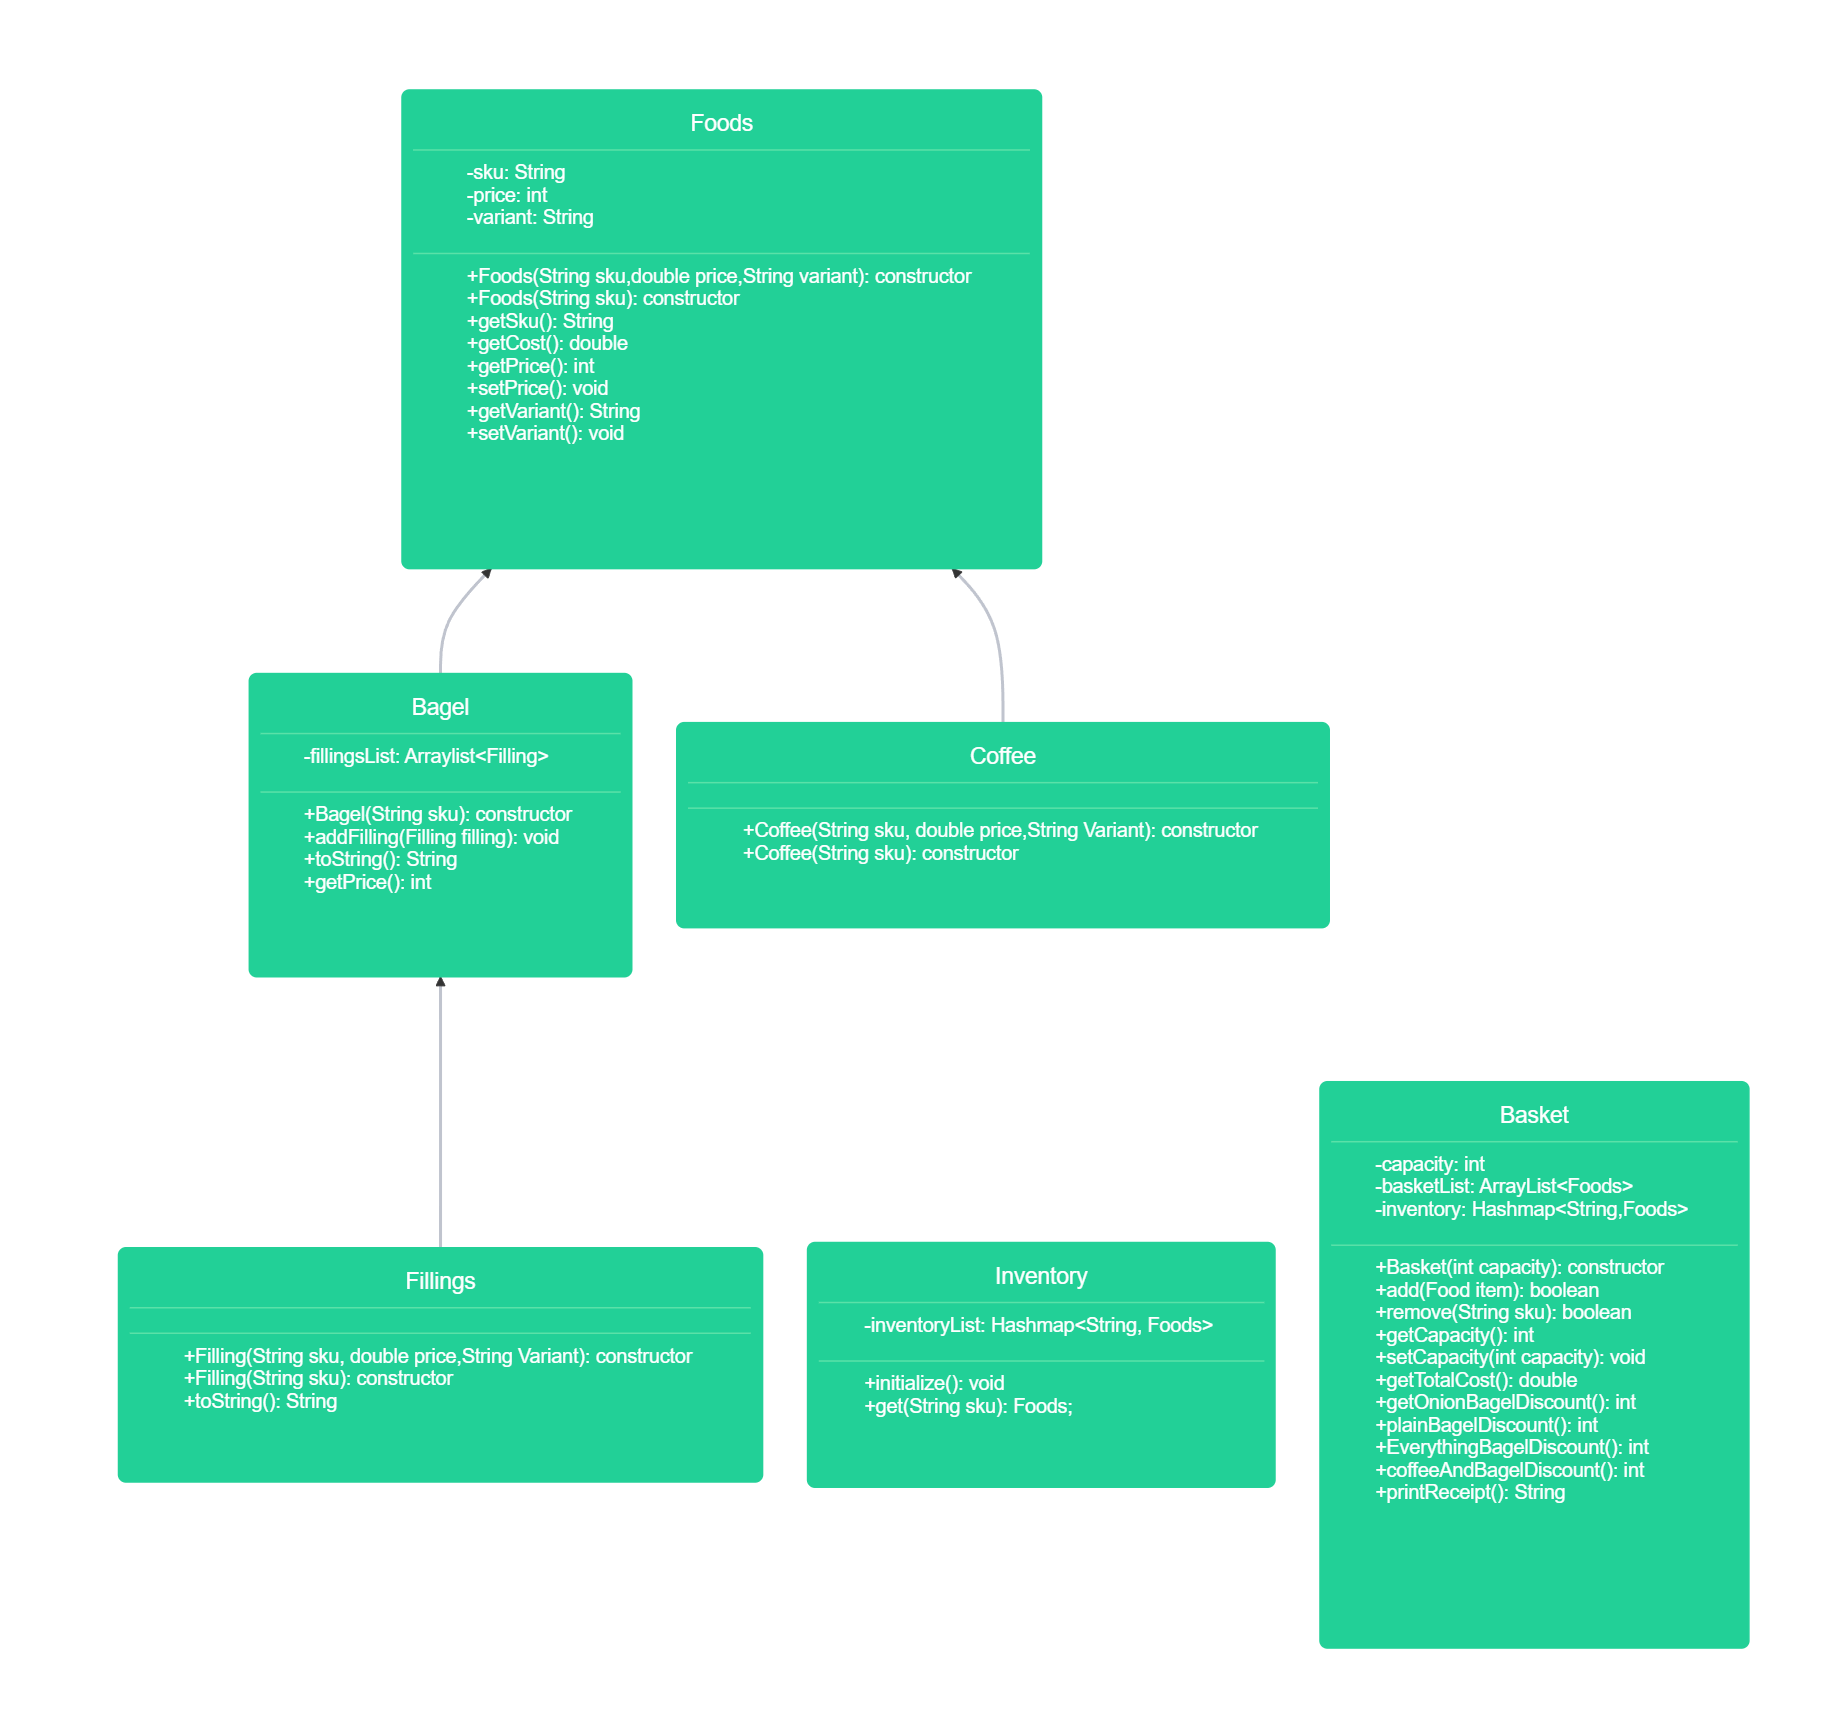 Foods
-sku: String
-price: int
-variant: String
+Foods(String sku,double price,String variant): constructor
+Foods(String sku): constructor
+getSku(): String
+getCost(): double
+getPrice(): int
+setPrice(): void
+getVariant(): String
+setVariant(): void
Bagel
-fillingsList: Arraylist<Filling>
+Bagel(String sku): constructor
+addFilling(Filling filling): void
+toString(): String
+getPrice(): int
Coffee
+Coffee(String sku, double price,String Variant): constructor
+Coffee(String sku): constructor
Fillings
+Filling(String sku, double price,String Variant): constructor
+Filling(String sku): constructor
+toString(): String
Inventory
-inventoryList: Hashmap<String, Foods>
+initialize(): void
+get(String sku): Foods;
Basket
-capacity: int
-basketList: ArrayList<Foods>
-inventory: Hashmap<String,Foods>
+Basket(int capacity): constructor
+add(Food item): boolean
+remove(String sku): boolean
+getCapacity(): int
+setCapacity(int capacity): void
+getTotalCost(): double
+getOnionBagelDiscount(): int
+plainBagelDiscount(): int
+EverythingBagelDiscount(): int
+coffeeAndBagelDiscount(): int
+printReceipt(): String